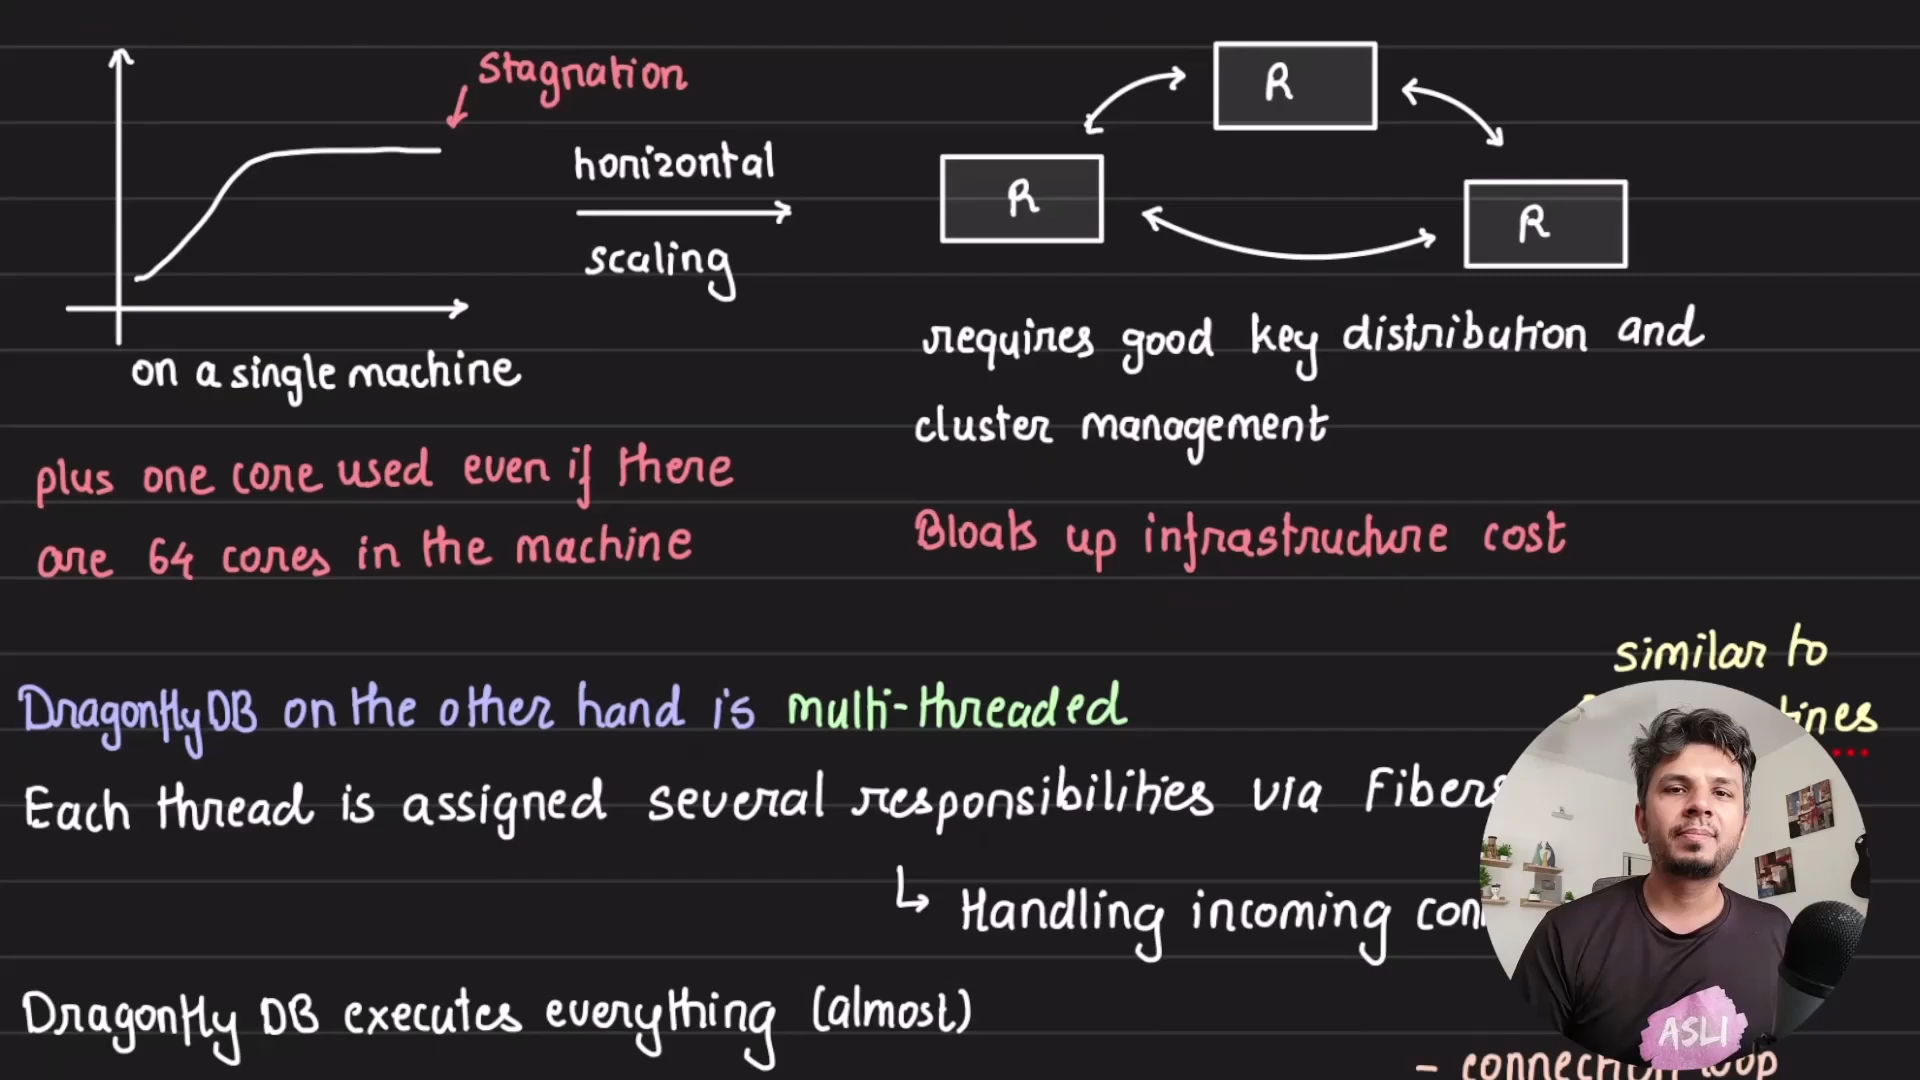 Stagnation
horizontal
scaling
on a single machine
plus one core used even if there
are 64 cores in the machine
R
R
R
requires good key distribution and
cluster management
Bloats up infrastructure cost
similar to
DragonflyDB on the other hand is multi-threaded
Each thread is assigned several responsibilities via Fibers
↳ Handling incoming
Dragonfly DB executes everything (almost)
- connection loop
ASLI